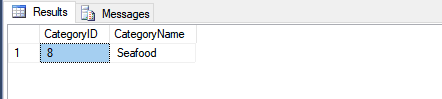 Results Messages
CategoryID CategoryName
1 8 Seafood